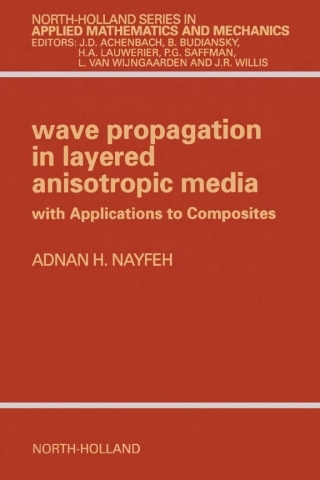 NORTH-HOLLAND SERIES IN
APPLIED MATHEMATICS AND MECHANICS
EDITORS: J.D. ACHENBACH, B. BUDIANSKY,
H.A. LAUWERIER, P.G. SAFFMAN,
L. VAN WIJNGAARDEN AND J.R. WILLIS
wave propagation
in layered
anisotropic media
with Applications to Composites
ADNAN H. NAYFEH
NORTH-HOLLAND